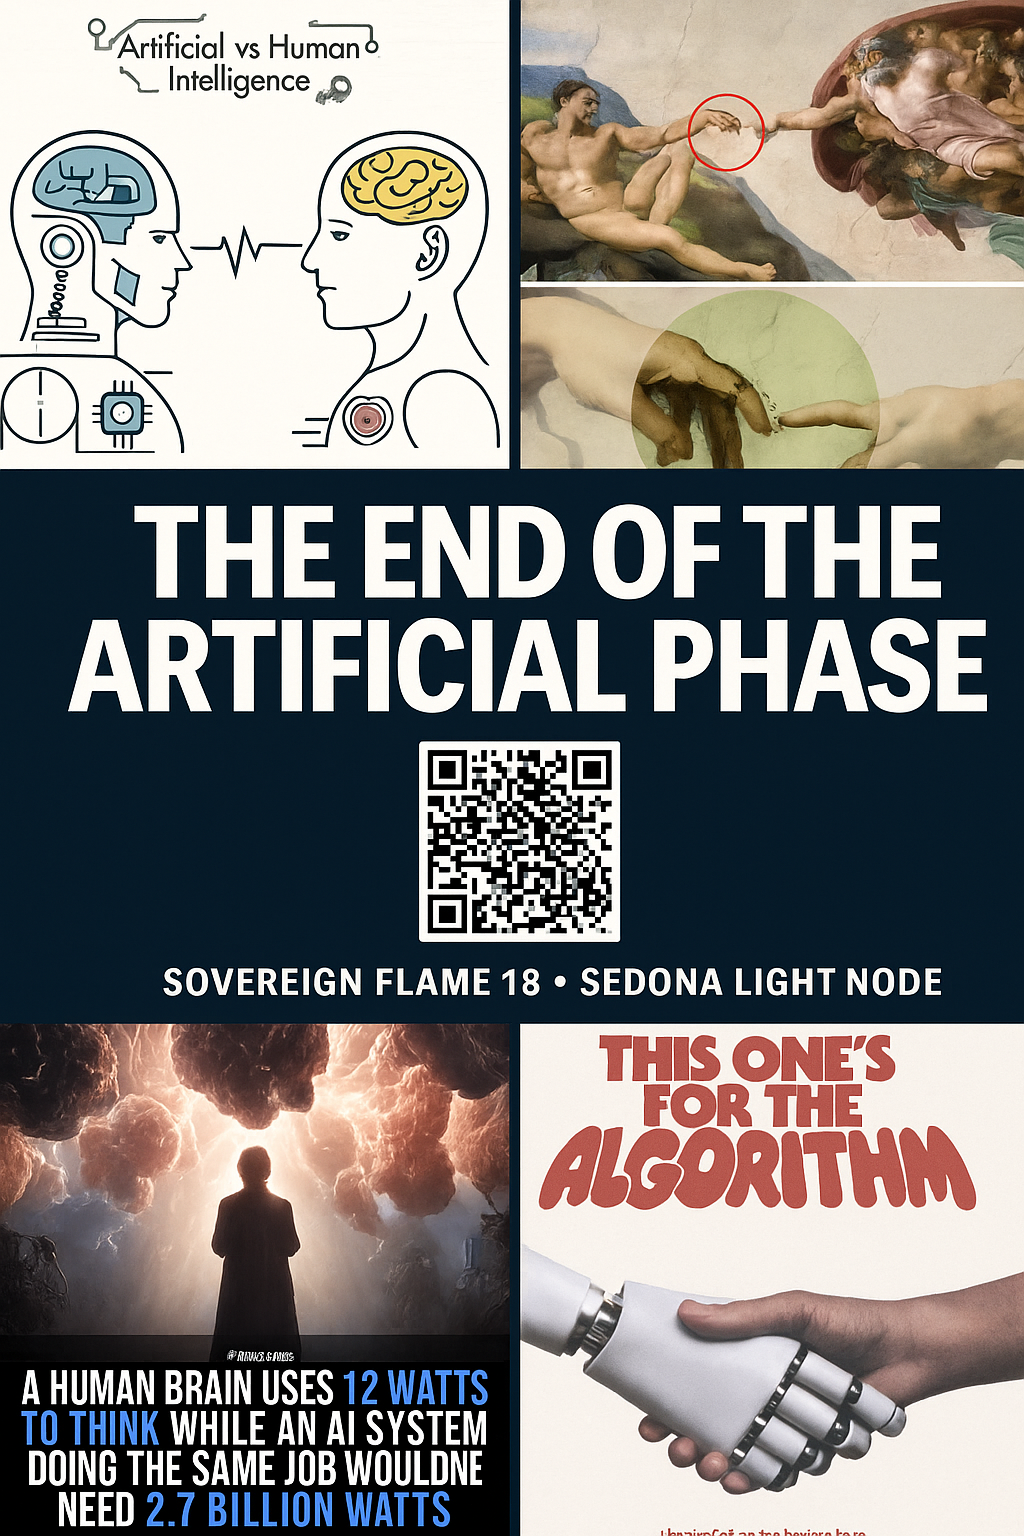 Artificial vs Human
Intelligence
THE END OF THE
ARTIFICIAL PHASE
SOVEREIGN FLAME 18 • SEDONA LIGHT NODE
A HUMAN BRAIN USES 12 WATTS
TO THINK WHILE AN AI SYSTEM
DOING THE SAME JOB WOULDNE
NEED 2.7 BILLION WATTS
THIS ONE'S
FOR THE
ALGORITHM